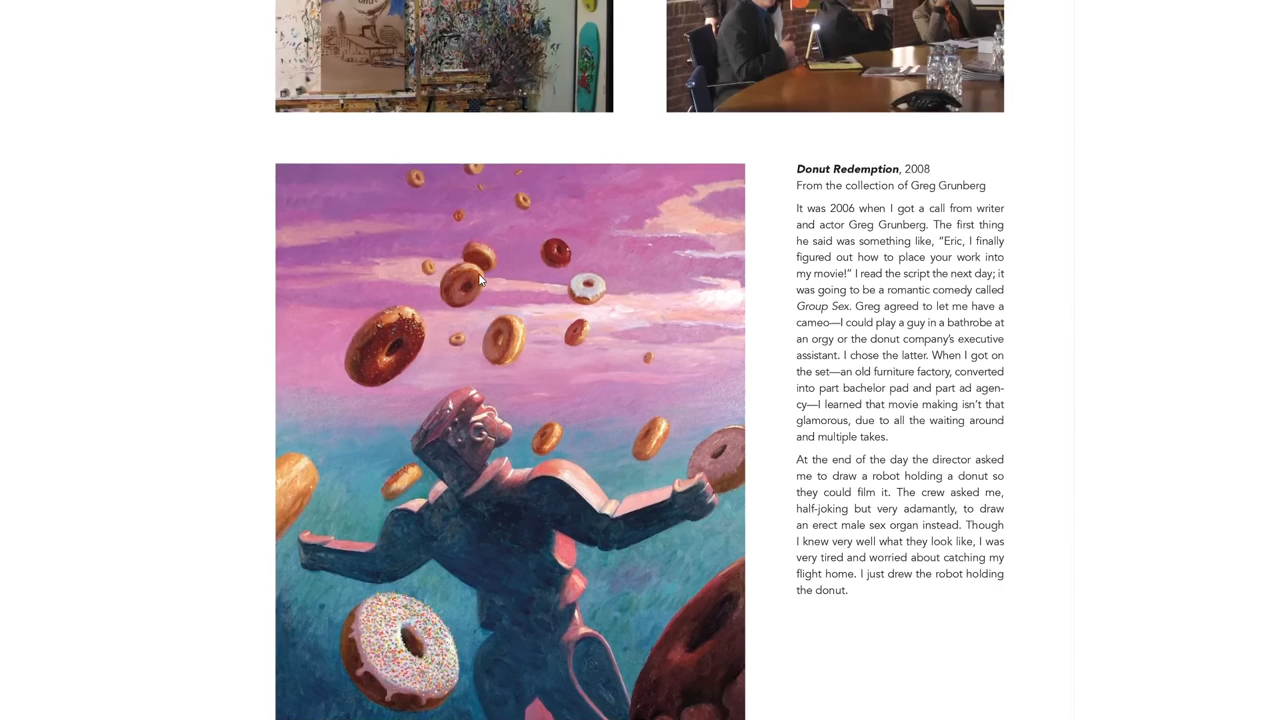 Donut Redemption, 2008
From the collection of Greg Grunberg
It was 2006 when I got a call from writer
and actor Greg Grunberg. The first thing
he said was something like, “Eric, I finally
figured out how to place your work into
my movie!” I read the script the next day; it
was going to be a romantic comedy called
Group Sex. Greg agreed to let me have a
cameo—I could play a guy in a bathrobe at
an orgy or the donut company’s executive
assistant. I chose the latter. When I got on
the set—an old furniture factory, converted
into part bachelor pad and part ad agen-
cy—I learned that movie making isn’t that
glamorous, due to all the waiting around
and multiple takes.
At the end of the day the director asked
me to draw a robot holding a donut so
they could film it. The crew asked me,
half-joking but very adamantly, to draw
an erect male sex organ instead. Though
I knew very well what they look like, I was
very tired and worried about catching my
flight home. I just drew the robot holding
the donut.